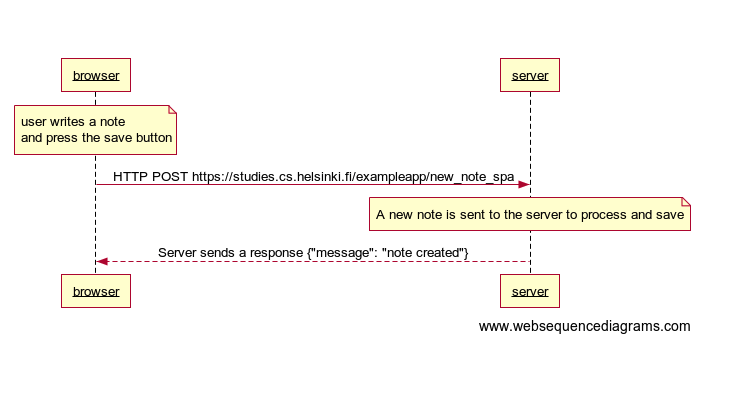 browser
server
user writes a note
and press the save button
HTTP POST https://studies.cs.helsinki.fi/exampleapp/new_note_spa
A new note is sent to the server to process and save
Server sends a response {"message": "note created"}
browser
server
www.websequencediagrams.com